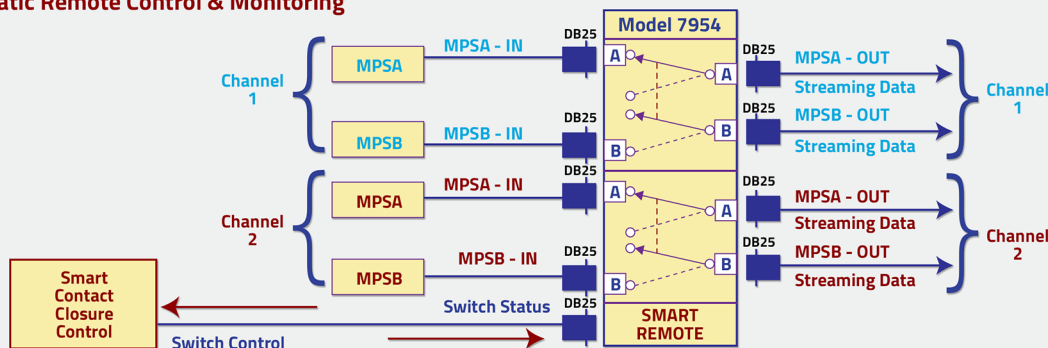 atic Remote Control & Monitoring
Model 7954
Channel
1
MPSA
MPSA - IN
DB25
A
A
DB25
MPSA - OUT
Streaming Data
Channel
1
MPSB
MPSB - IN
DB25
B
B
DB25
MPSB - OUT
Streaming Data
Channel
2
MPSA
MPSA - IN
DB25
A
A
DB25
MPSA - OUT
Streaming Data
Channel
2
MPSB
MPSB - IN
DB25
B
B
DB25
MPSB - OUT
Streaming Data
Smart
Contact
Closure
Control
Switch Status
Switch Control
DB25
SMART
REMOTE